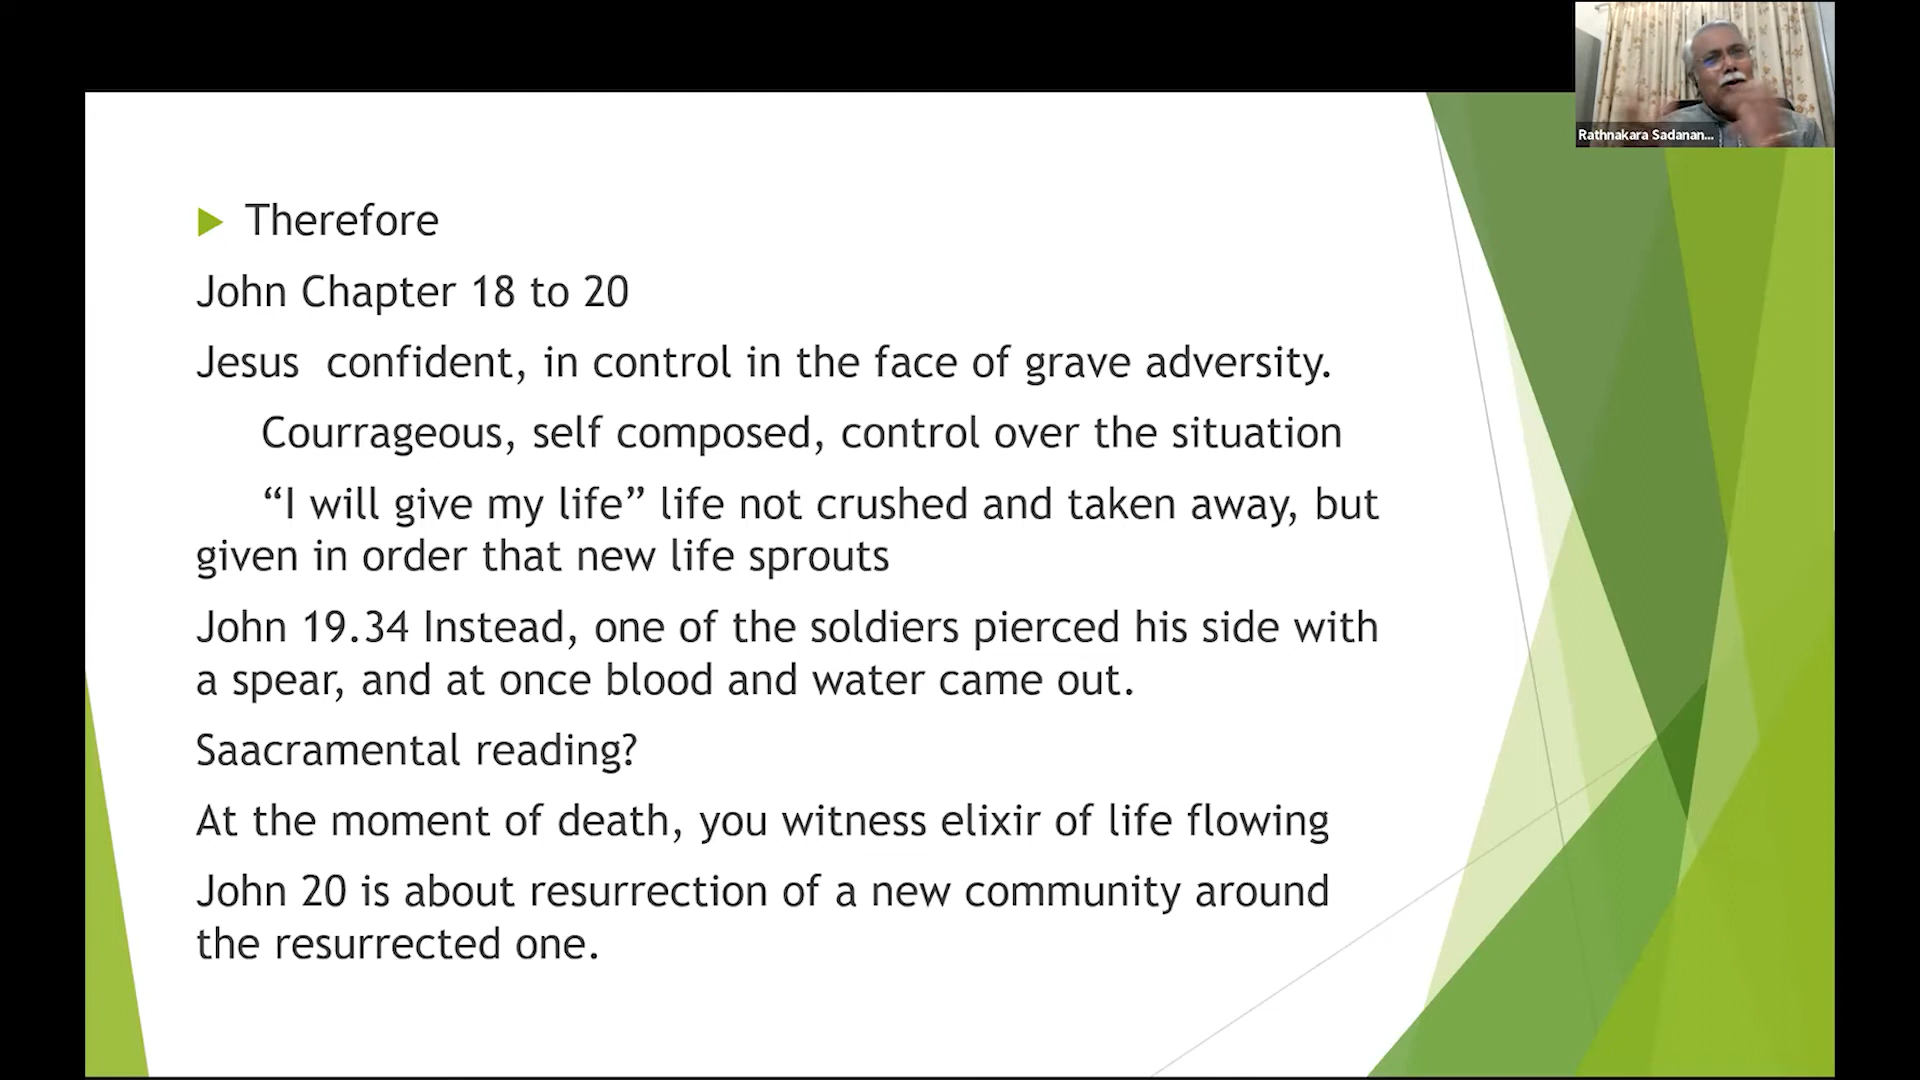 Rathnakara Sadanan...
Therefore
John Chapter 18 to 20
Jesus confident, in control in the face of grave adversity.
Courrageous, self composed, control over the situation
“I will give my life” life not crushed and taken away, but
given in order that new life sprouts
John 19.34 Instead, one of the soldiers pierced his side with
a spear, and at once blood and water came out.
Saacramental reading?
At the moment of death, you witness elixir of life flowing
John 20 is about resurrection of a new community around
the resurrected one.